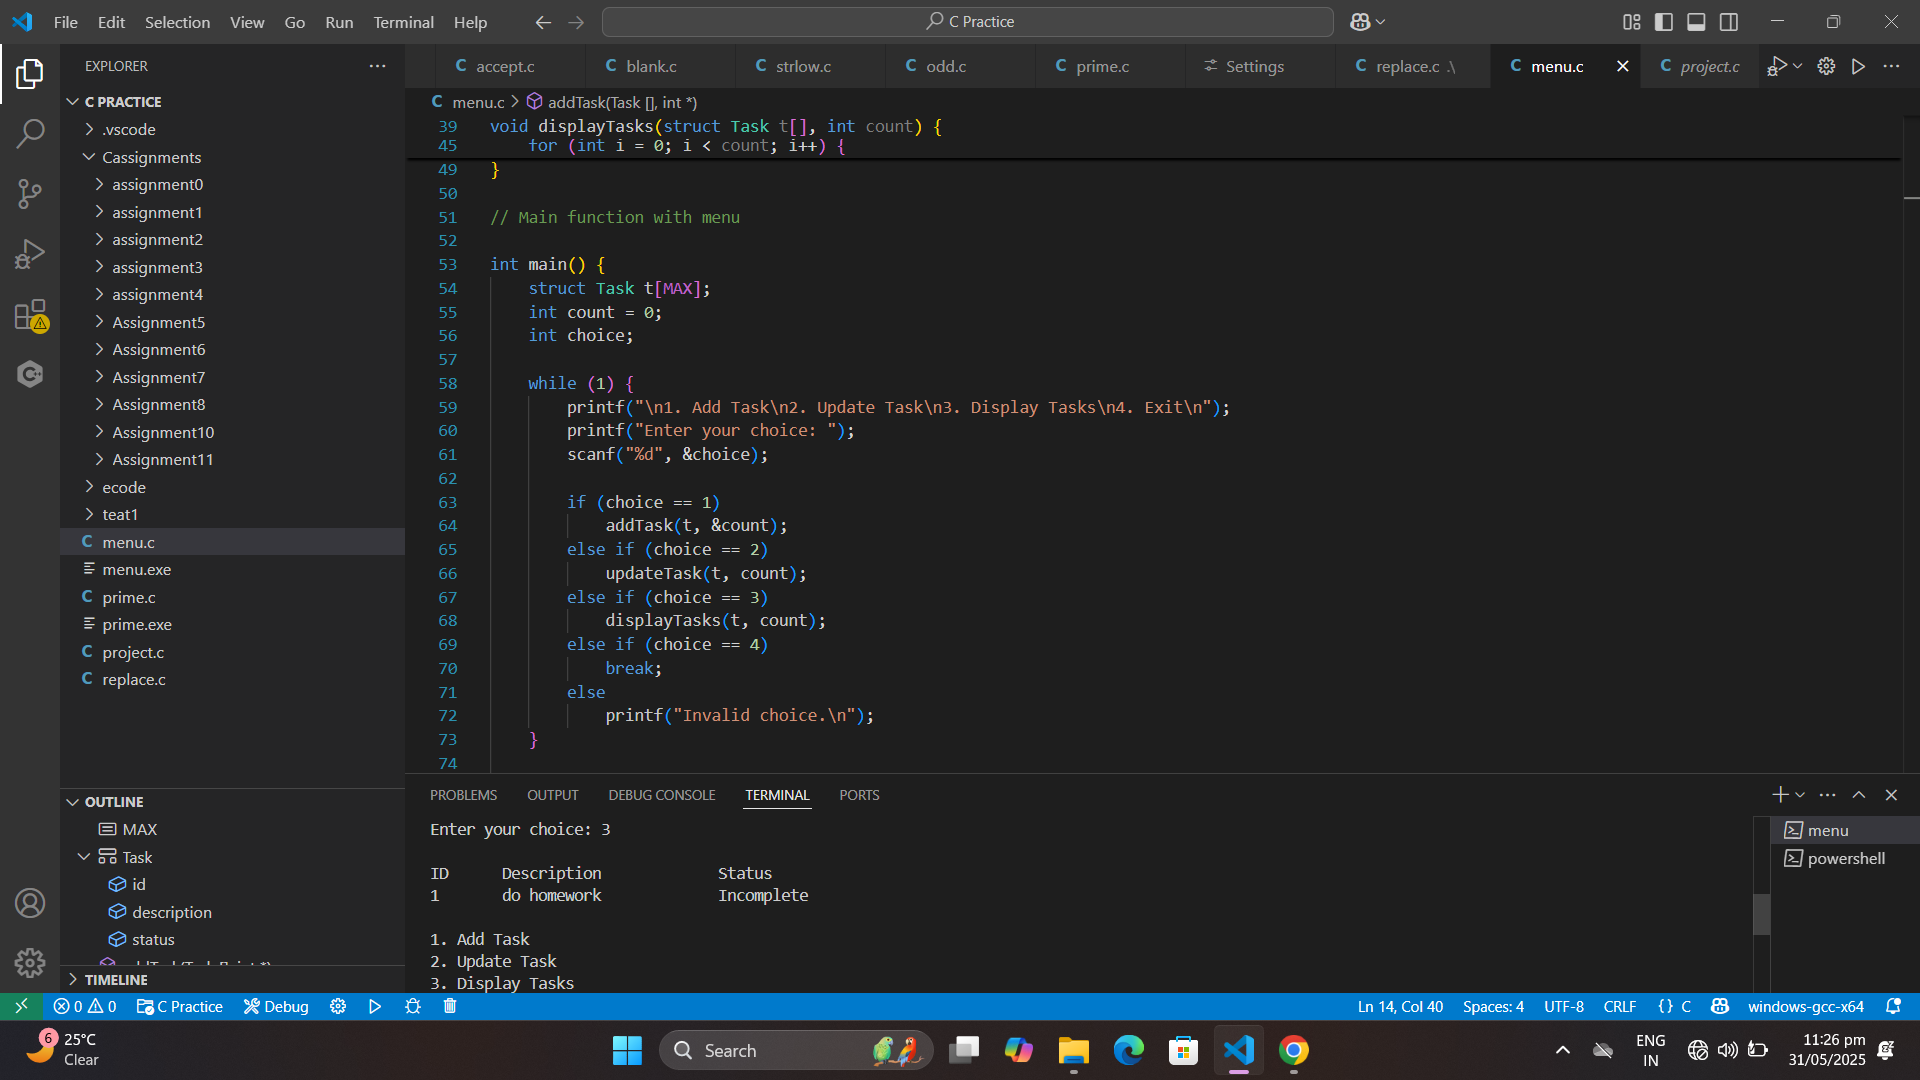 File Edit Selection View Go Run Terminal Help
C Practice
EXPLORER
C PRACTICE
.vscode
Cassignments
assignment0
assignment1
assignment2
assignment3
assignment4
Assignment5
Assignment6
Assignment7
Assignment8
Assignment10
Assignment11
ecode
teat1
C menu.c
menu.exe
C prime.c
prime.exe
C project.c
C replace.c
OUTLINE
MAX
Task
id
description
status
TIMELINE
C accept.c C blank.c C strlow.c C odd.c C prime.c Settings C replace.c .\ C menu.c C project.c
C menu.c > addTask(Task [], int *)
39 void displayTasks(struct Task t[], int count) {
45 for (int i = 0; i < count; i++) {
49 }
50
51 // Main function with menu
52
53 int main() {
54 struct Task t[MAX];
55 int count = 0;
56 int choice;
57
58 while (1) {
59 printf("\n1. Add Task\n2. Update Task\n3. Display Tasks\n4. Exit\n");
60 printf("Enter your choice: ");
61 scanf("%d", &choice);
62
63 if (choice == 1)
64 addTask(t, &count);
65 else if (choice == 2)
66 updateTask(t, count);
67 else if (choice == 3)
68 displayTasks(t, count);
69 else if (choice == 4)
70 break;
71 else
72 printf("Invalid choice.\n");
73 }
74
PROBLEMS OUTPUT DEBUG CONSOLE TERMINAL PORTS
Enter your choice: 3
ID Description Status
1 do homework Incomplete
1. Add Task
2. Update Task
3. Display Tasks
menu
powershell
0 0 C Practice Debug Ln 14, Col 40 Spaces: 4 UTF-8 CRLF {} C windows-gcc-x64
6 25°C
Clear
Search
ENG
IN
11:26 pm
31/05/2025